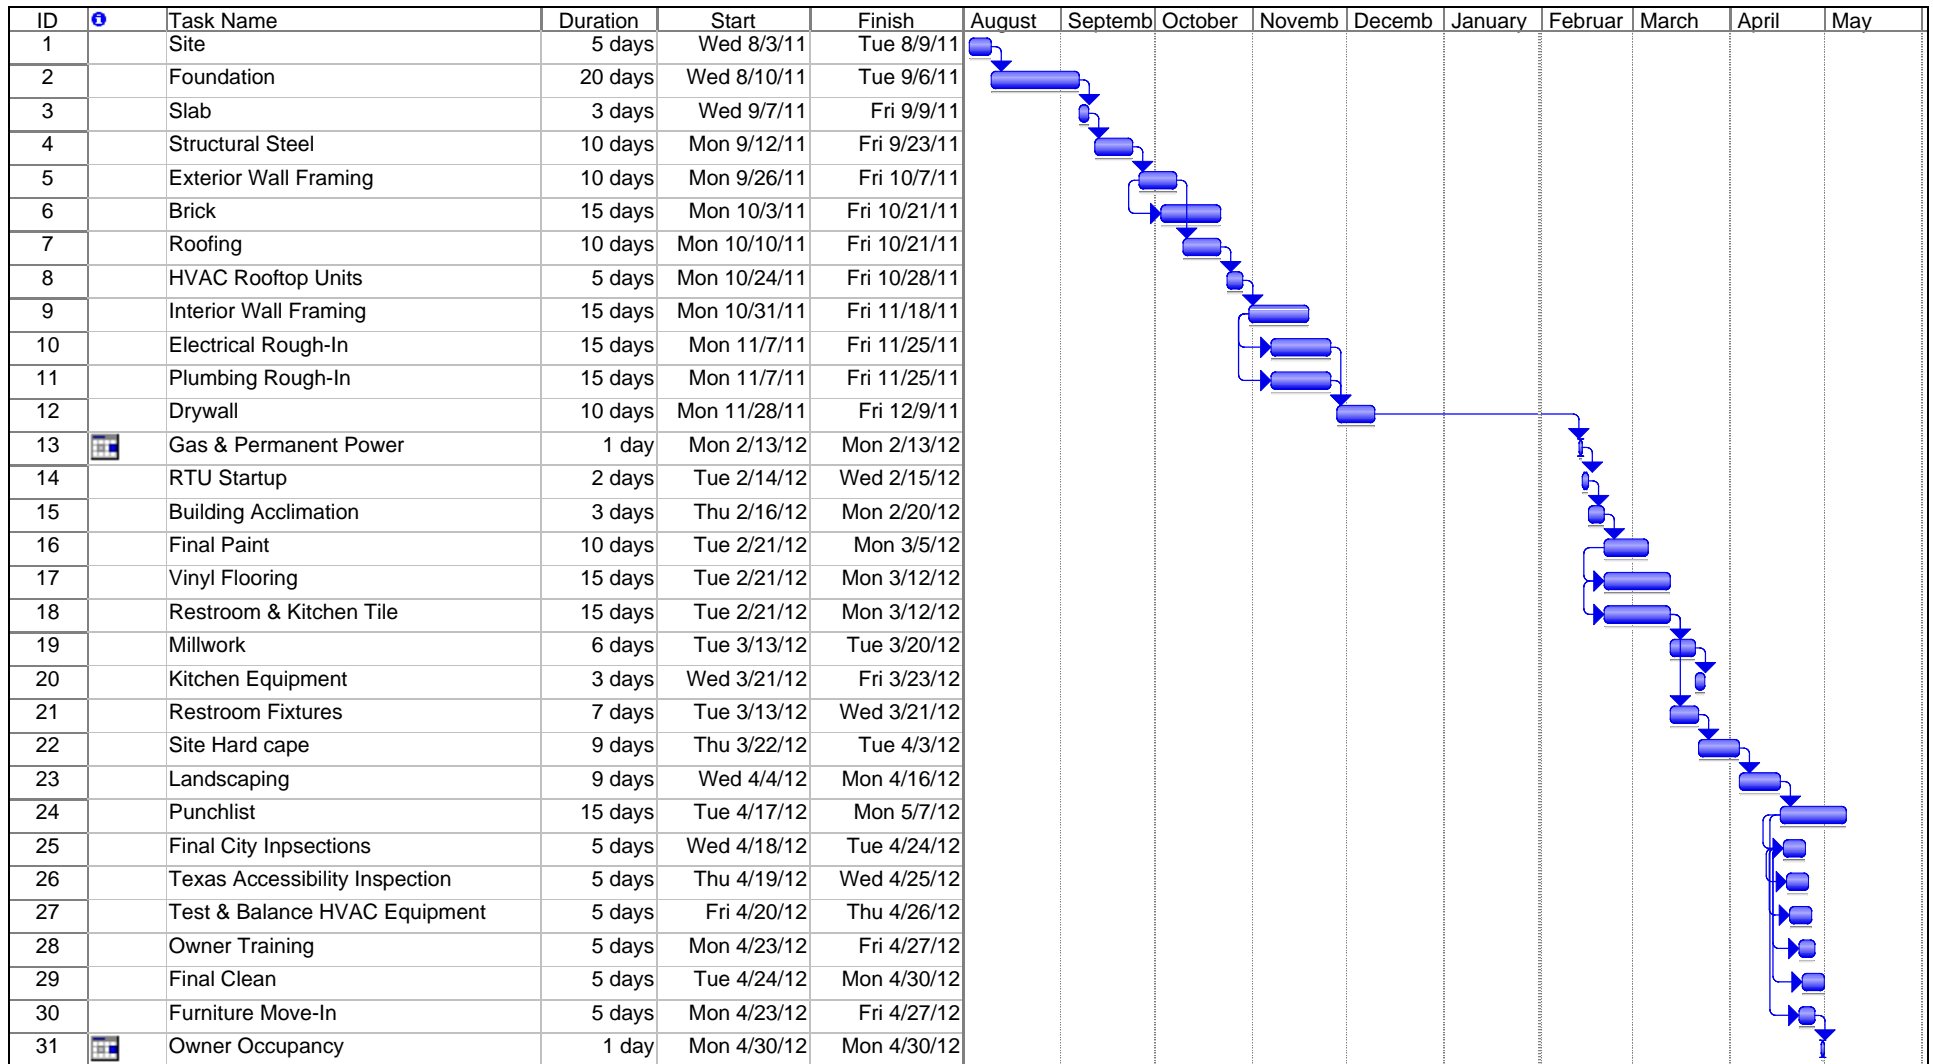 ID Task Name Duration Start Finish August Septemb October Novemb Decemb January Februar March April May
1 Site 5 days Wed 8/3/11 Tue 8/9/11
2 Foundation 20 days Wed 8/10/11 Tue 9/6/11
3 Slab 3 days Wed 9/7/11 Fri 9/9/11
4 Structural Steel 10 days Mon 9/12/11 Fri 9/23/11
5 Exterior Wall Framing 10 days Mon 9/26/11 Fri 10/7/11
6 Brick 15 days Mon 10/3/11 Fri 10/21/11
7 Roofing 10 days Mon 10/10/11 Fri 10/21/11
8 HVAC Rooftop Units 5 days Mon 10/24/11 Fri 10/28/11
9 Interior Wall Framing 15 days Mon 10/31/11 Fri 11/18/11
10 Electrical Rough-In 15 days Mon 11/7/11 Fri 11/25/11
11 Plumbing Rough-In 15 days Mon 11/7/11 Fri 11/25/11
12 Drywall 10 days Mon 11/28/11 Fri 12/9/11
13 Gas & Permanent Power 1 day Mon 2/13/12 Mon 2/13/12
14 RTU Startup 2 days Tue 2/14/12 Wed 2/15/12
15 Building Acclimation 3 days Thu 2/16/12 Mon 2/20/12
16 Final Paint 10 days Tue 2/21/12 Mon 3/5/12
17 Vinyl Flooring 15 days Tue 2/21/12 Mon 3/12/12
18 Restroom & Kitchen Tile 15 days Tue 2/21/12 Mon 3/12/12
19 Millwork 6 days Tue 3/13/12 Tue 3/20/12
20 Kitchen Equipment 3 days Wed 3/21/12 Fri 3/23/12
21 Restroom Fixtures 7 days Tue 3/13/12 Wed 3/21/12
22 Site Hard cape 9 days Thu 3/22/12 Tue 4/3/12
23 Landscaping 9 days Wed 4/4/12 Mon 4/16/12
24 Punchlist 15 days Tue 4/17/12 Mon 5/7/12
25 Final City Inpsections 5 days Wed 4/18/12 Tue 4/24/12
26 Texas Accessibility Inspection 5 days Thu 4/19/12 Wed 4/25/12
27 Test & Balance HVAC Equipment 5 days Fri 4/20/12 Thu 4/26/12
28 Owner Training 5 days Mon 4/23/12 Fri 4/27/12
29 Final Clean 5 days Tue 4/24/12 Mon 4/30/12
30 Furniture Move-In 5 days Mon 4/23/12 Fri 4/27/12
31 Owner Occupancy 1 day Mon 4/30/12 Mon 4/30/12